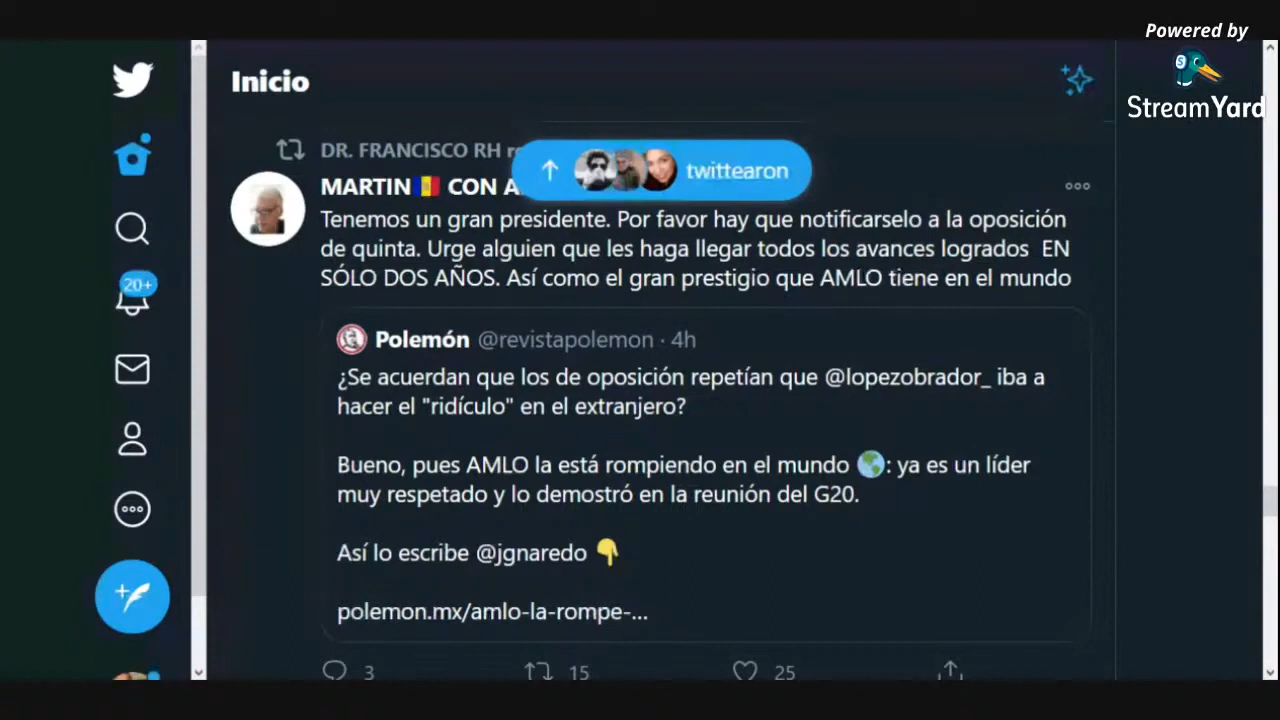 Powered by
StreamYard
Inicio
DR. FRANCISCO RH
twittearon
MARTIN CON A
Tenemos un gran presidente. Por favor hay que notificarselo a la oposición
de quinta. Urge alguien que les haga llegar todos los avances logrados EN
SÓLO DOS AÑOS. Así como el gran prestigio que AMLO tiene en el mundo
20+
Polemón @revistapolemon · 4h
¿Se acuerdan que los de oposición repetían que @lopezobrador_ iba a
hacer el "ridículo" en el extranjero?
Bueno, pues AMLO la está rompiendo en el mundo 🌎: ya es un líder
muy respetado y lo demostró en la reunión del G20.
Así lo escribe @jgnaredo 👇
polemon.mx/amlo-la-rompe-...
3 15 25